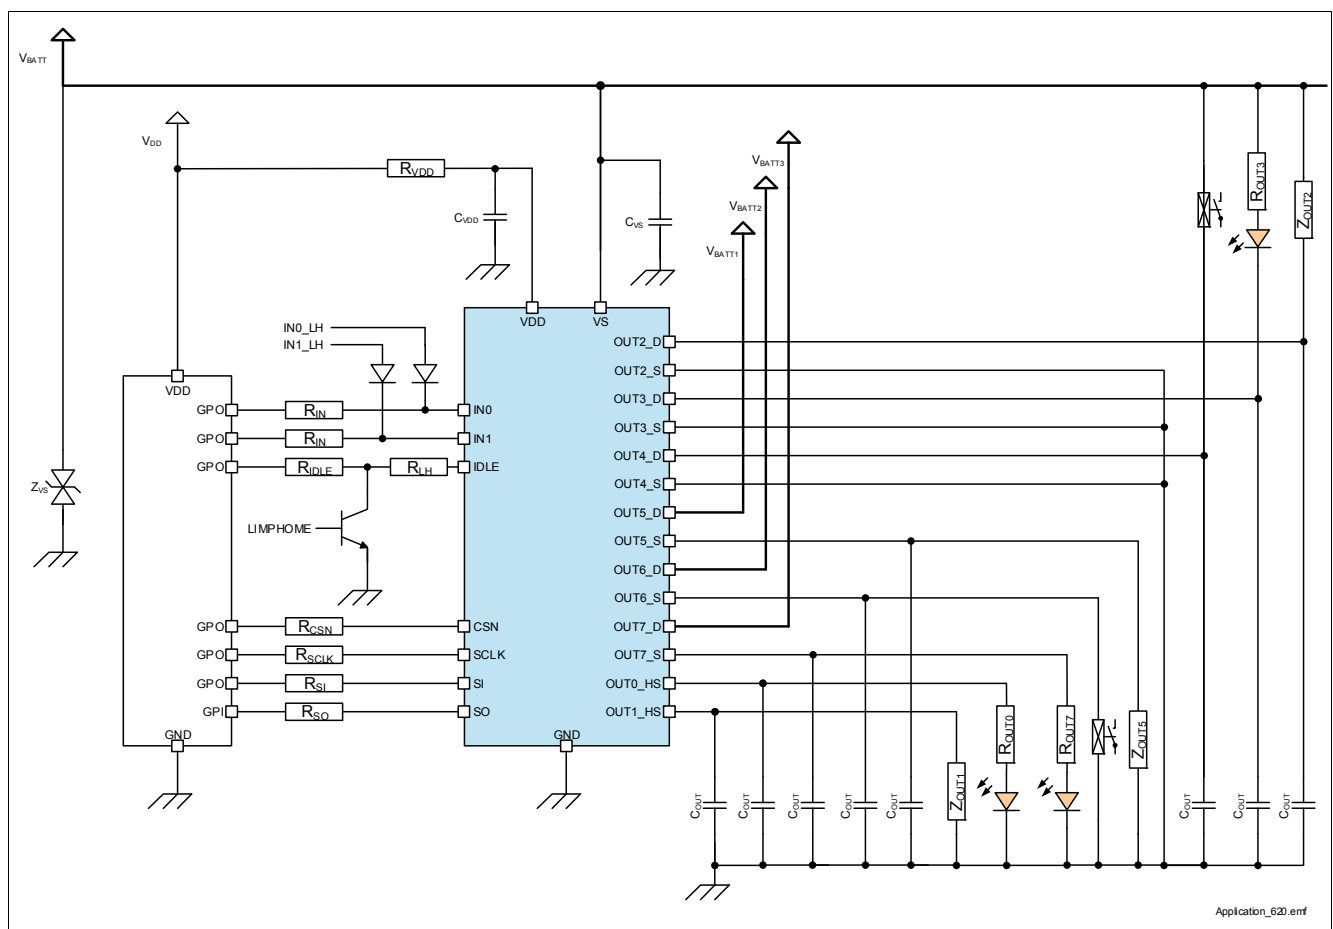 VBATT
VDD
RVDD
CVDD
CVS
VBATT3
VBATT2
VBATT1
ROUT3
ZOUT2
IN0_LH
IN1_LH
VDD
VDD
VS
GPO
RIN
IN0
GPO
RIN
IN1
GPO
RIDLE
RLH
IDLE
ZVS
LIMPHOME
GPO
RCSN
CSN
GPO
RSCLK
SCLK
GPO
RSI
SI
GPI
RSO
SO
GND
GND
OUT2_D
OUT2_S
OUT3_D
OUT3_S
OUT4_D
OUT4_S
OUT5_D
OUT5_S
OUT6_D
OUT6_S
OUT7_D
OUT7_S
OUT0_HS
OUT1_HS
COUT
COUT
COUT
COUT
COUT
ZOUT1
ROUT0
ROUT7
ZOUT5
COUT
COUT
COUT
Application_620.emf